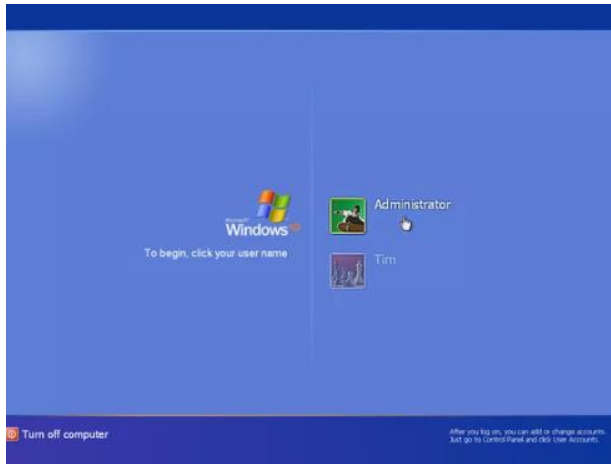 Microsoft
Windows xp
To begin, click your user name
Administrator
Tim
Turn off computer
After you log on, you can add or change accounts.
Just go to Control Panel and click User Accounts.